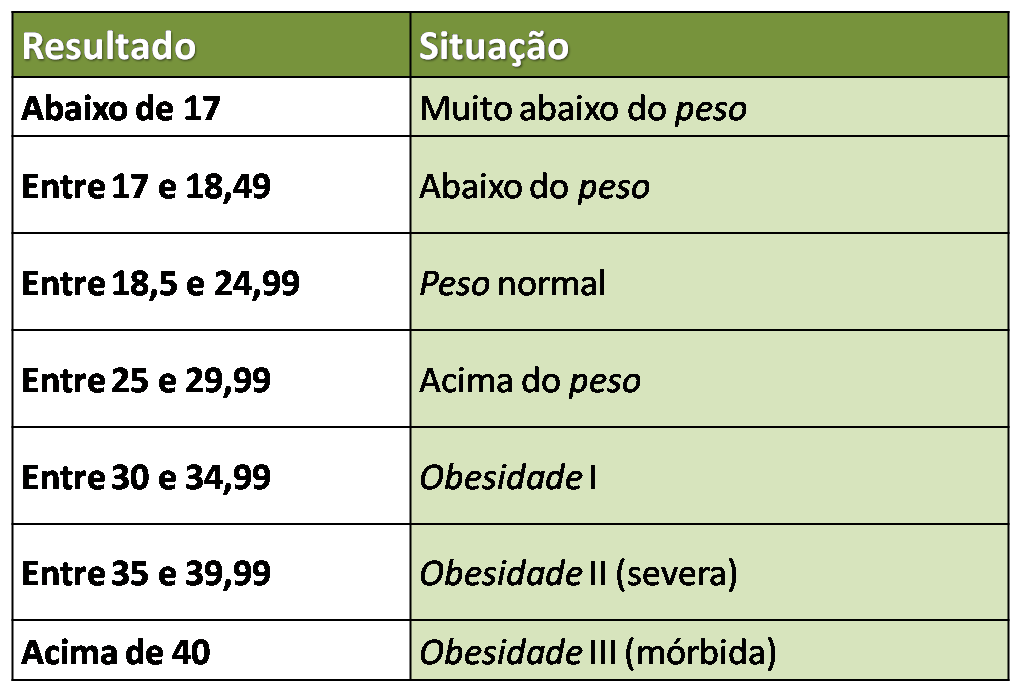 Resultado Situação
Abaixo de 17 Muito abaixo do peso
Entre 17 e 18,49 Abaixo do peso
Entre 18,5 e 24,99 Peso normal
Entre 25 e 29,99 Acima do peso
Entre 30 e 34,99 Obesidade I
Entre 35 e 39,99 Obesidade II (severa)
Acima de 40 Obesidade III (mórbida)